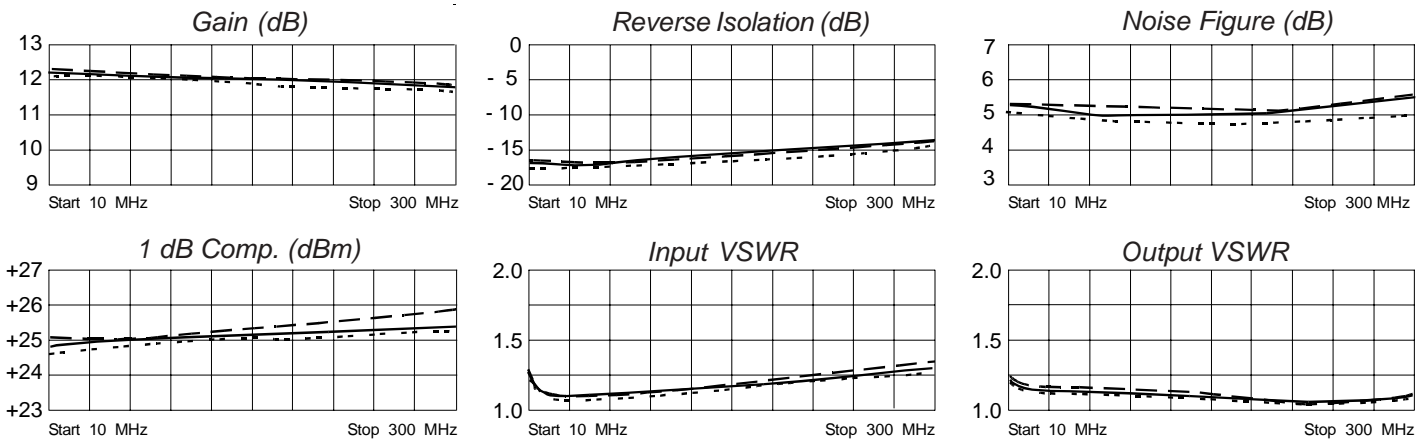 Gain (dB)
13
12
11
10
9
Start 10 MHz Stop 300 MHz
Reverse Isolation (dB)
0
- 5
- 10
- 15
- 20
Start 10 MHz Stop 300 MHz
Noise Figure (dB)
7
6
5
4
3
Start 10 MHz Stop 300 MHz
1 dB Comp. (dBm)
+27
+26
+25
+24
+23
Start 10 MHz Stop 300 MHz
Input VSWR
2.0
1.5
1.0
Start 10 MHz Stop 300 MHz
Output VSWR
2.0
1.5
1.0
Start 10 MHz Stop 300 MHz